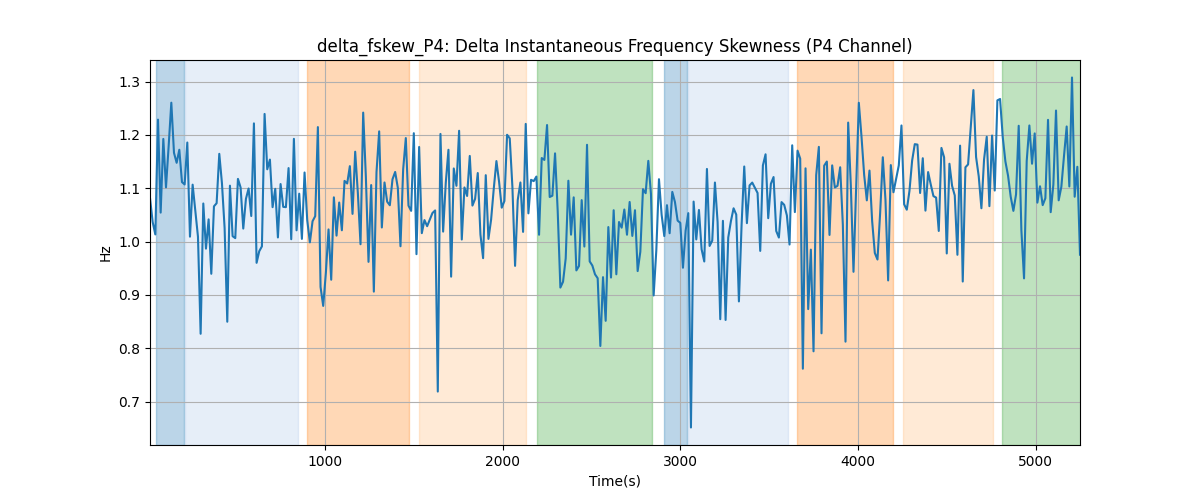 delta_fskew_P4: Delta Instantaneous Frequency Skewness (P4 Channel)
1.3
1.2
1.1
1.0
0.9
0.8
0.7
Hz
1000 2000 3000 4000 5000
Time(s)